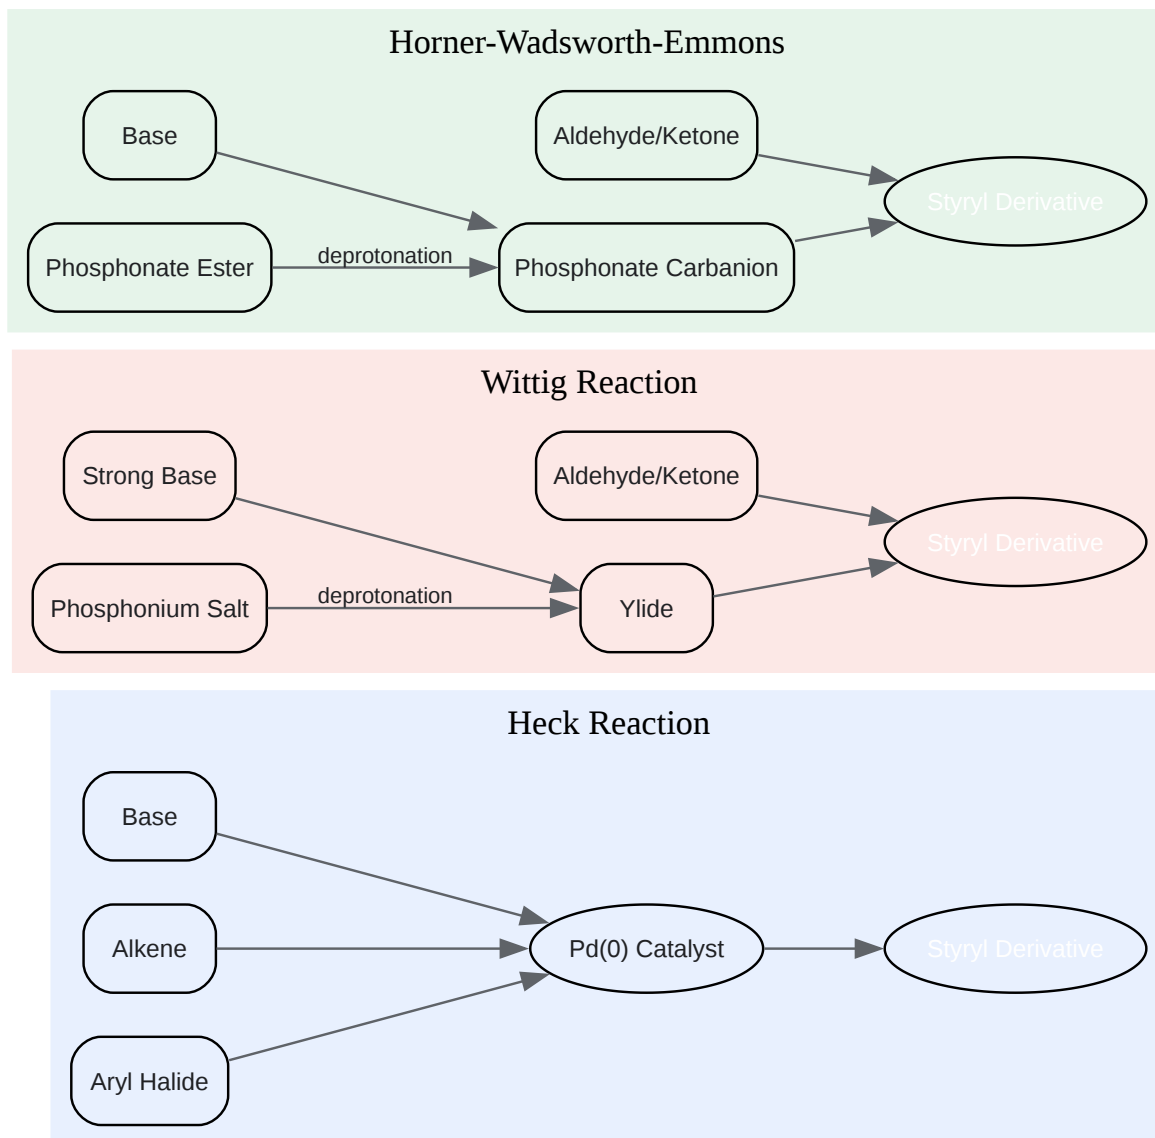 Horner-Wadsworth-Emmons
Base
Aldehyde/Ketone
Styryl Derivative
Phosphonate Ester
deprotonation
Phosphonate Carbanion
Wittig Reaction
Strong Base
Aldehyde/Ketone
Styryl Derivative
Phosphonium Salt
deprotonation
Ylide
Heck Reaction
Base
Alkene
Pd(0) Catalyst
Styryl Derivative
Aryl Halide